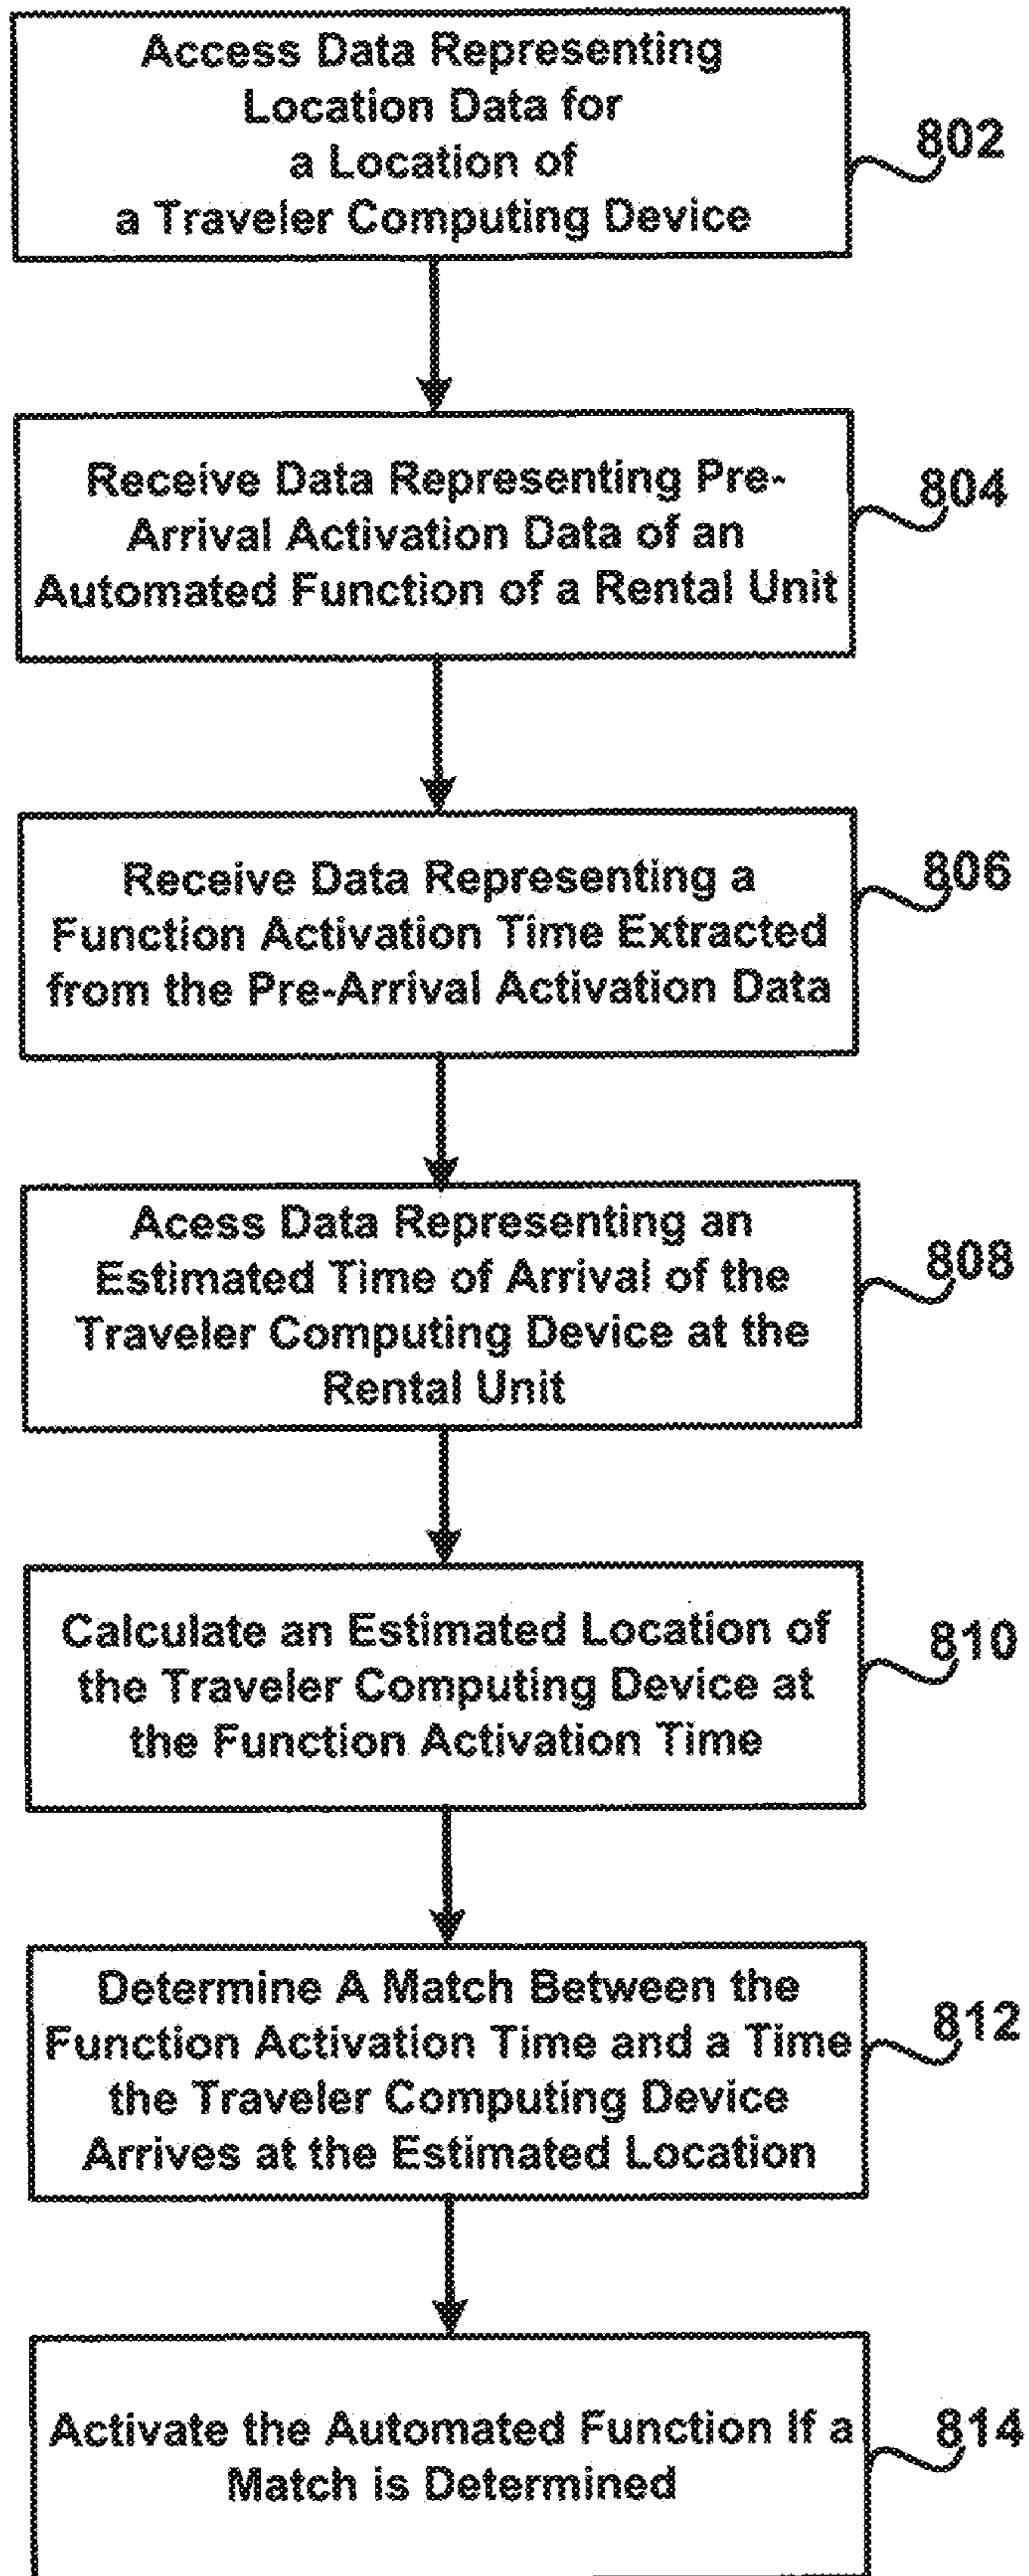 Access Data Representing
Location Data for
a Location of
a Traveler Computing Device
802
Receive Data Representing Pre-
Arrival Activation Data of an
Automated Function of a Rental Unit
804
Receive Data Representing a
Function Activation Time Extracted
from the Pre-Arrival Activation Data
806
Acess Data Representing an
Estimated Time of Arrival of the
Traveler Computing Device at the
Rental Unit
808
Calculate an Estimated Location of
the Traveler Computing Device at
the Function Activation Time
810
Determine A Match Between the
Function Activation Time and a Time
the Traveler Computing Device
Arrives at the Estimated Location
812
Activate the Automated Function If a
Match is Determined
814